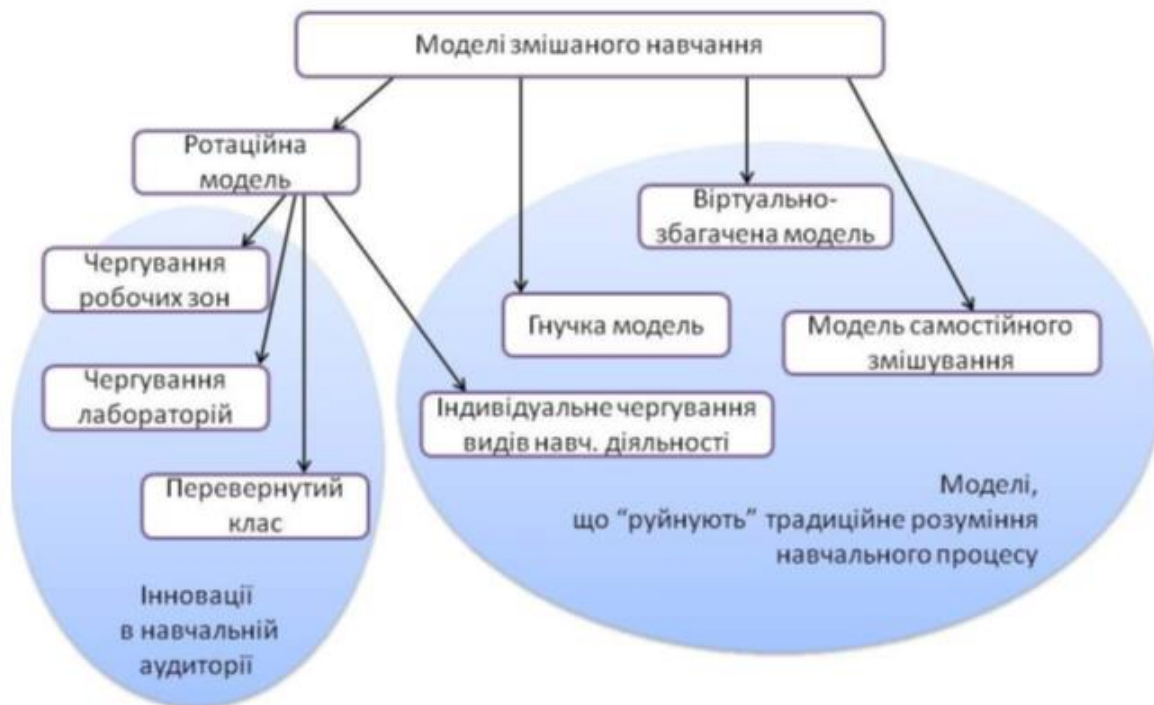 Моделі змішаного навчання
Ротаційна
модель
Віртуально-
збагачена модель
Чергування
робочих зон
Гнучка модель
Модель самостійного
змішування
Чергування
лабораторій
Індивідуальне чергування
видів навч. діяльності
Перевернутий
клас
Моделі,
що “руйнують” традиційне розуміння
навчального процесу
Інновації
в навчальній
аудиторії